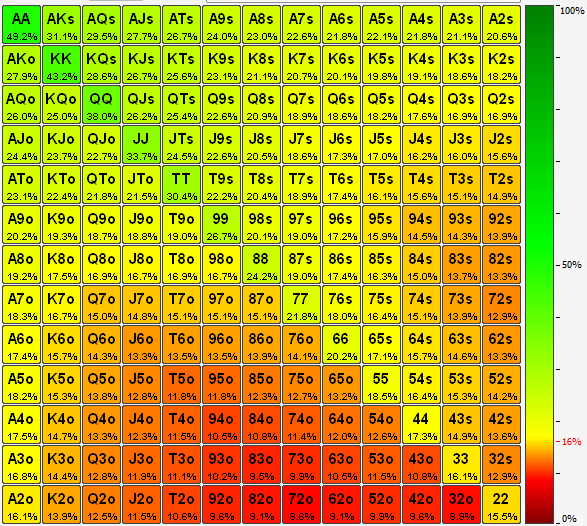 AA AKs AQs AJs ATs A9s A8s A7s A6s A5s A4s A3s A2s
49.2% 31.1% 29.5% 27.7% 26.7% 24.0% 23.0% 22.6% 21.8% 22.1% 21.8% 21.1% 20.6%
AKo KK KQs KJs KTs K9s K8s K7s K6s K5s K4s K3s K2s
27.9% 43.2% 28.6% 26.7% 25.6% 23.1% 21.1% 20.7% 20.1% 19.8% 19.1% 18.6% 18.2%
AQo KQo QQ QJs QTs Q9s Q8s Q7s Q6s Q5s Q4s Q3s Q2s
26.0% 25.0% 38.0% 26.2% 25.4% 22.6% 20.9% 18.9% 18.6% 18.2% 17.6% 16.9% 16.9%
AJo KJo QJo JJ JTs J9s J8s J7s J6s J5s J4s J3s J2s
24.4% 23.7% 22.7% 33.7% 24.5% 22.6% 20.5% 18.6% 17.3% 17.0% 16.2% 16.0% 15.6%
ATo KTo QTo JTo TT T9s T8s T7s T6s T5s T4s T3s T2s
23.1% 22.4% 21.8% 21.5% 30.4% 22.2% 20.4% 18.9% 17.4% 16.1% 15.6% 15.1% 14.9%
A9o K9o Q9o J9o T9o 99 98s 97s 96s 95s 94s 93s 92s
20.2% 19.3% 18.7% 18.8% 19.0% 26.7% 20.1% 19.0% 17.2% 15.9% 14.5% 14.3% 13.9%
A8o K8o Q8o J8o T8o 98o 88 87s 86s 85s 84s 83s 82s
19.2% 17.5% 16.9% 16.7% 16.9% 16.7% 24.2% 19.0% 17.4% 16.3% 15.0% 13.7% 13.3%
A7o K7o Q7o J7o T7o 97o 87o 77 76s 75s 74s 73s 72s
18.3% 16.7% 15.0% 14.8% 15.1% 15.1% 15.1% 21.8% 18.0% 16.4% 15.1% 13.9% 12.9%
A6o K6o Q6o J6o T6o 96o 86o 76o 66 65s 64s 63s 62s
17.4% 15.7% 14.3% 13.3% 13.5% 13.5% 13.9% 14.1% 20.2% 17.1% 15.7% 14.6% 13.3%
A5o K5o Q5o J5o T5o 95o 85o 75o 65o 55 54s 53s 52s
18.2% 15.3% 13.8% 12.8% 11.8% 11.8% 12.3% 12.7% 13.2% 18.5% 16.4% 15.3% 14.2%
A4o K4o Q4o J4o T4o 94o 84o 74o 64o 54o 44 43s 42s
17.5% 14.7% 13.3% 12.3% 11.5% 10.5% 10.8% 11.4% 12.0% 12.6% 17.3% 14.9% 13.6%
16%
A3o K3o Q3o J3o T3o 93o 83o 73o 63o 53o 43o 33 32s
16.8% 14.4% 12.8% 11.9% 11.1% 10.2% 9.5% 9.9% 10.5% 11.5% 10.8% 16.1% 12.9%
A2o K2o Q2o J2o T2o 92o 82o 72o 62o 52o 42o 32o 22
16.1% 13.9% 12.5% 11.5% 10.6% 9.6% 9.1% 8.6% 9.1% 9.9% 9.6% 8.9% 15.5%
100%
50%
0%